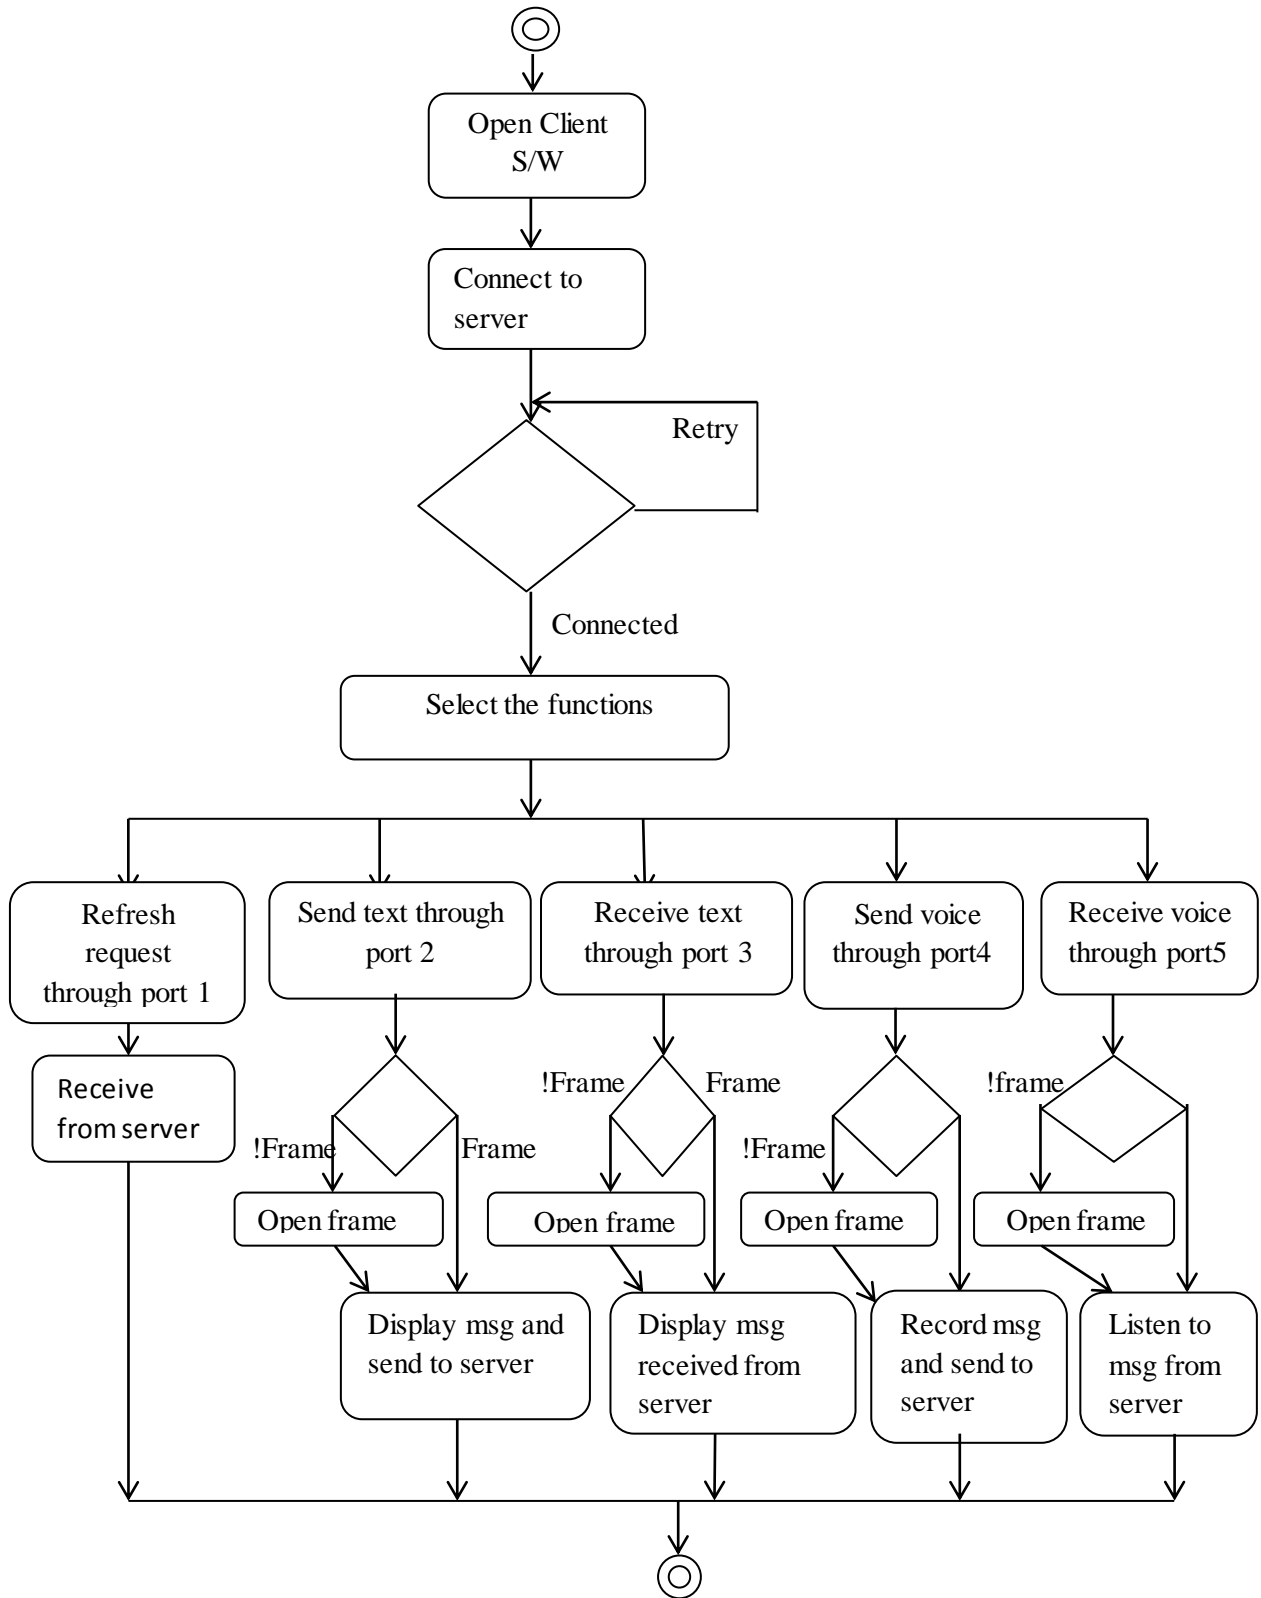 Open Client
S/W
Connect to
server
Retry
Connected
Select the functions
Refresh
request
through port 1
Send text through
port 2
Receive text
through port 3
Send voice
through port4
Receive voice
through port5
Receive
from server
!Frame
Frame
!Frame
Frame
!Frame
!frame
Open frame
Open frame
Open frame
Open frame
Display msg and
send to server
Display msg
received from
server
Record msg
and send to
server
Listen to
msg from
server